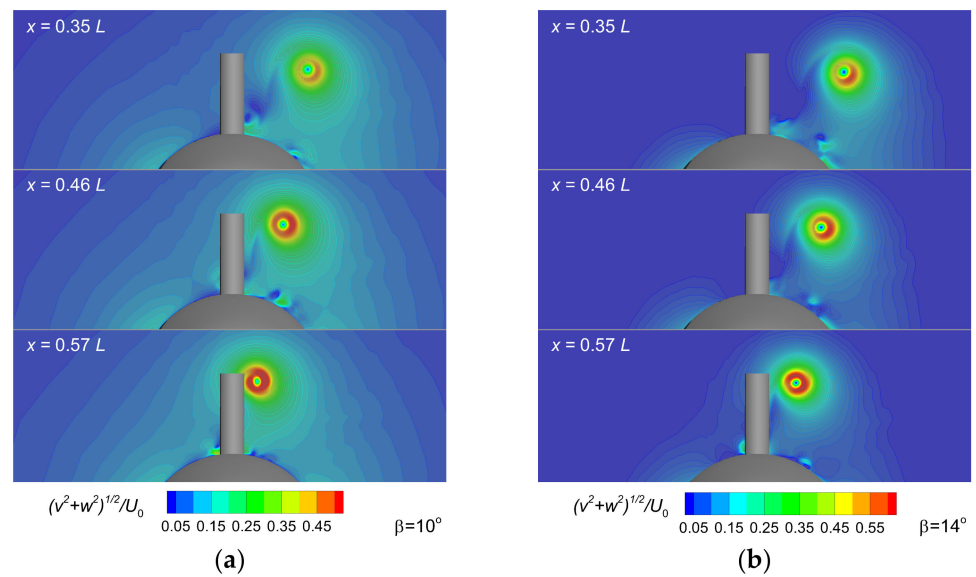 x = 0.35 L
x = 0.46 L
x = 0.57 L
(v²+w²)¹/²/U₀
0.05 0.15 0.25 0.35 0.45
β=10°
(a)
x = 0.35 L
x = 0.46 L
x = 0.57 L
(v²+w²)¹/²/U₀
0.05 0.15 0.25 0.35 0.45 0.55
β=14°
(b)